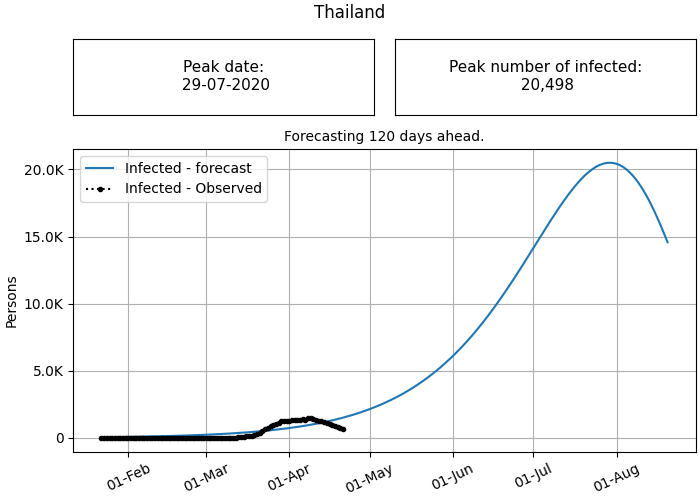 Thailand
Peak date:
29-07-2020
Peak number of infected:
20,498
Forecasting 120 days ahead.
Infected - forecast
Infected - Observed
20.0K
15.0K
10.0K
5.0K
0
Persons
01-Feb
01-Mar
01-Apr
01-May
01-Jun
01-Jul
01-Aug